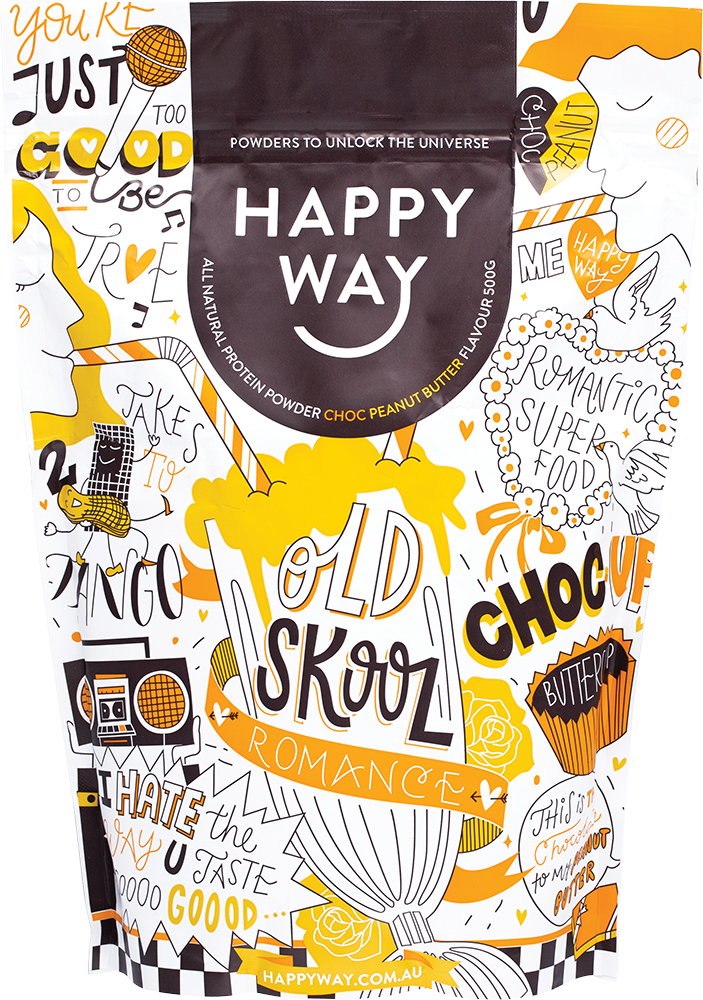 YOU'RE
JUST
TOO
GOOD
TO Be
TRUE
POWDERS TO UNLOCK THE UNIVERSE
HAPPY
WAY
ALL NATURAL PROTEIN POWDER CHOC PEANUT BUTTER FLAVOUR 500G
CHOC
PEANUT
ME
HAPPY
WAY
ROMANTIC
SUPER
FOOD
TAKES
2 TO
TANGO
OLD
SKOOL
ROMANCE
CHOC UP
BUTTERCUP
I HATE the
WAY U TASTE
SOOOO GOOOD...
THIS IS
Chocolate
to my PEANUT
BUTTER
HAPPYWAY.COM.AU